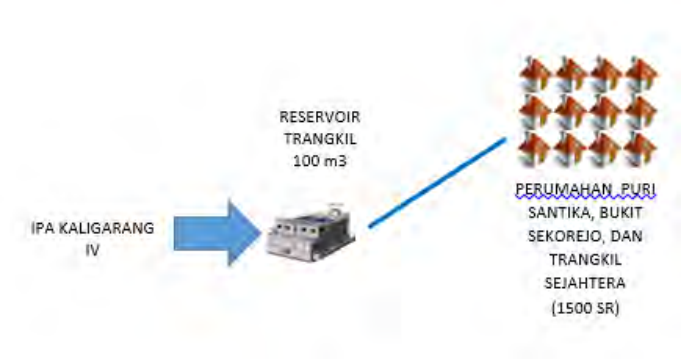 RESERVOIR
TRANGKIL
100 m3
IPA KALIGARANG
IV
PERUMAHAN PURI
SANTIKA, BUKIT
SEKOREJO, DAN
TRANGKIL
SEJAHTERA
(1500 SR)